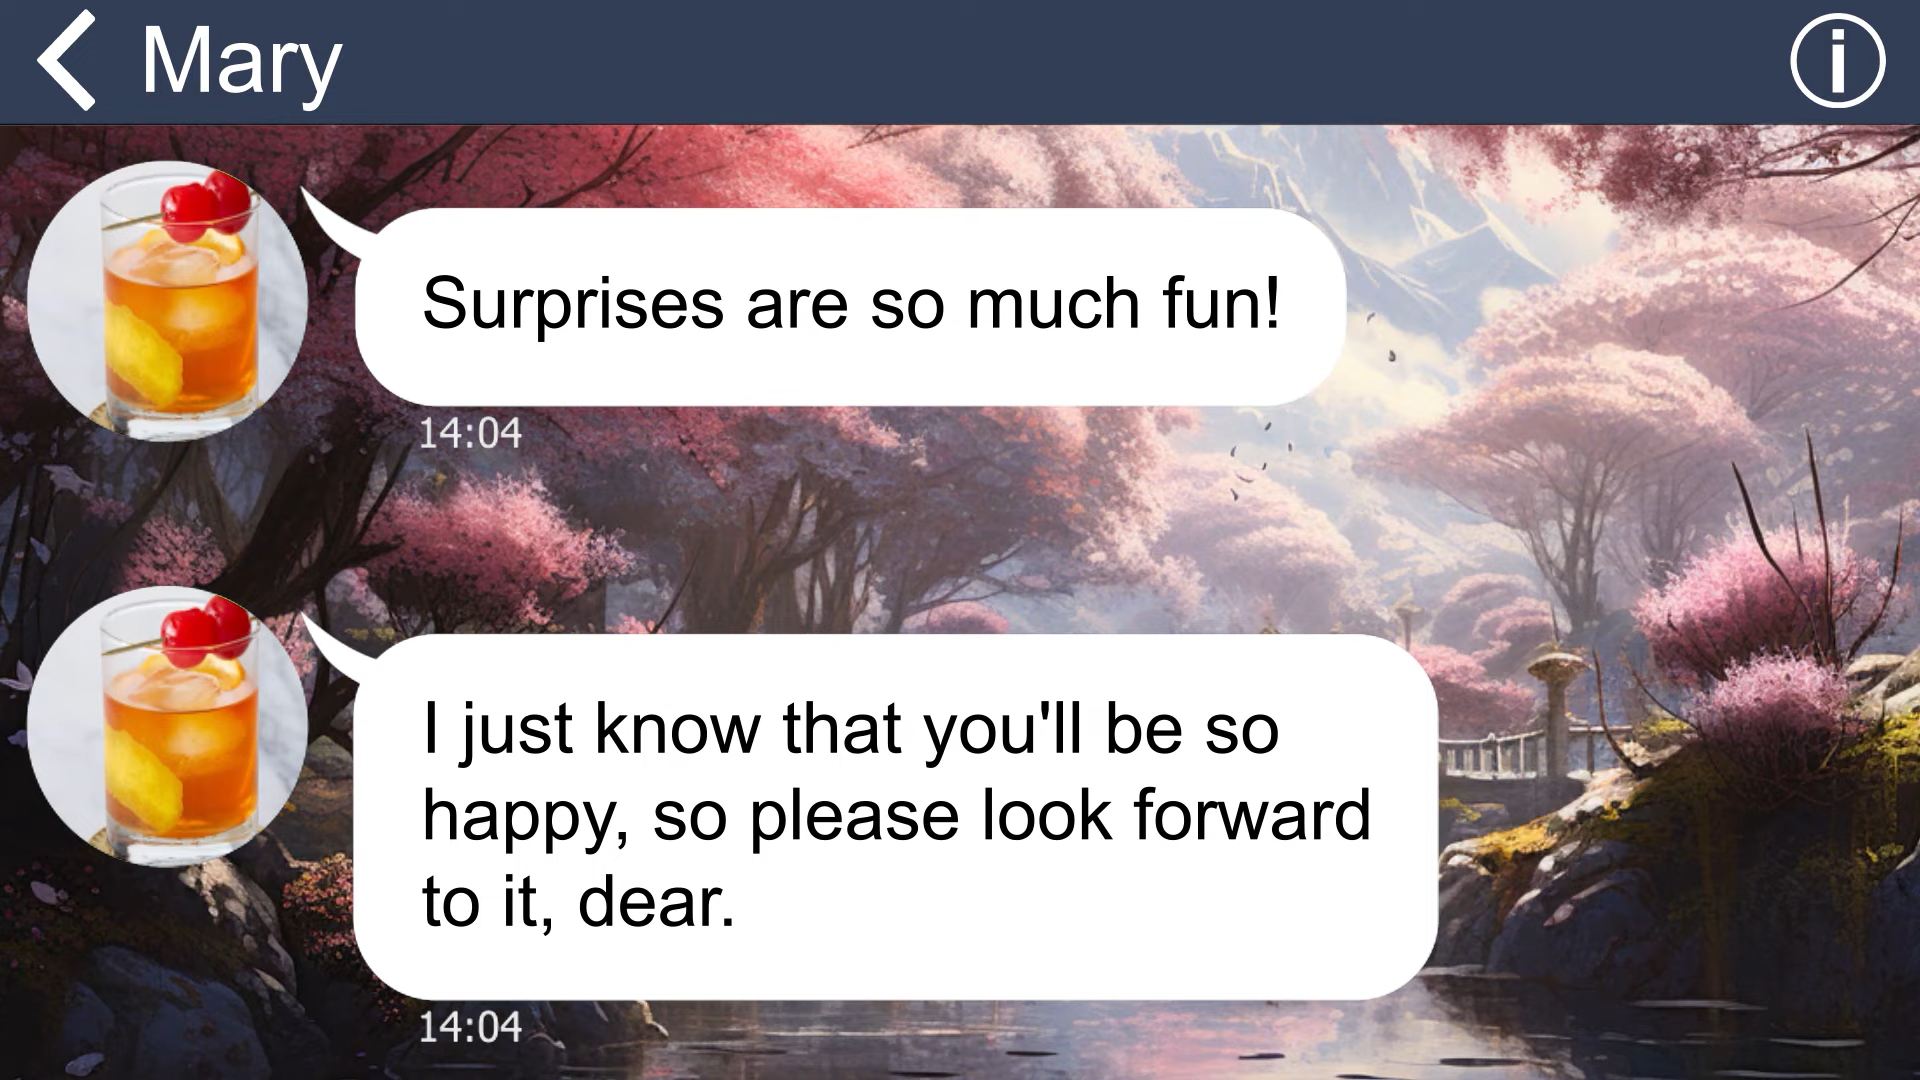 Mary
Surprises are so much fun!
14:04
I just know that you'll be so
happy, so please look forward
to it, dear.
14:04